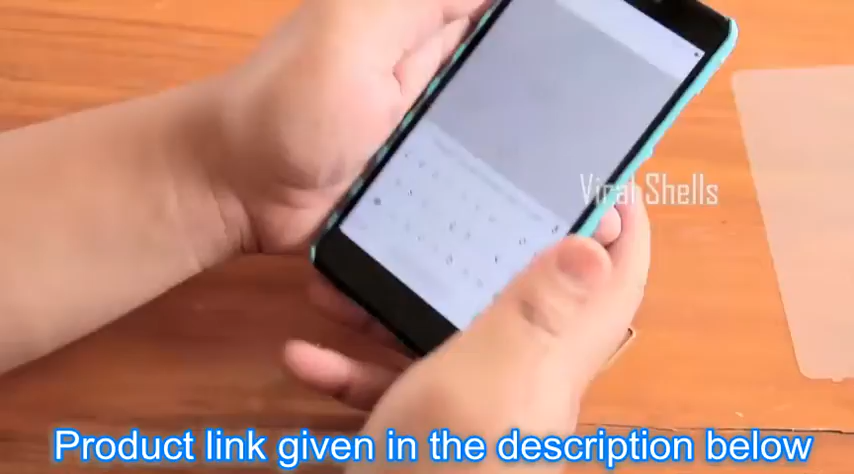 Viral Shells
Product link given in the description below